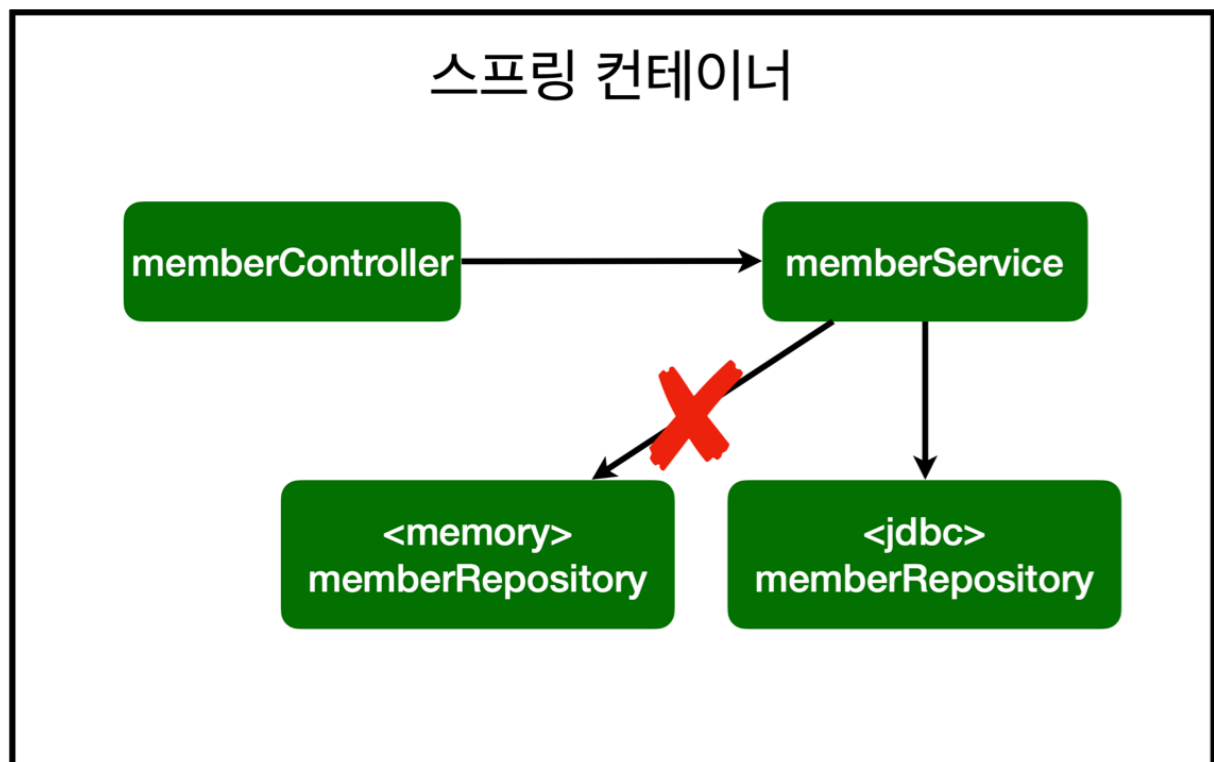 스프링 컨테이너
memberController
memberService
<memory>
memberRepository
<jdbc>
memberRepository